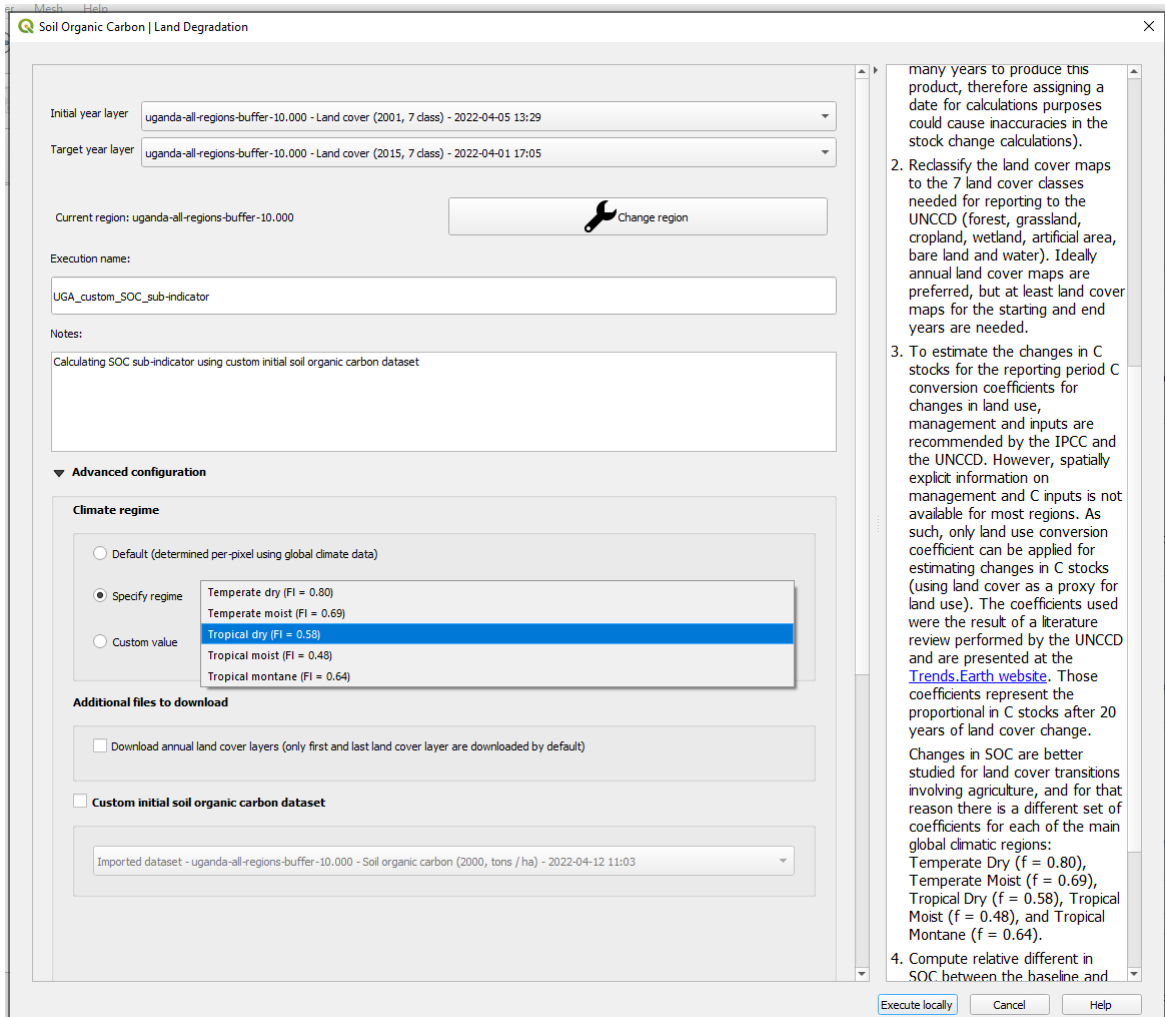 Mesh Help
Soil Organic Carbon | Land Degradation
Initial year layer
uganda-all-regions-buffer-10.000 - Land cover (2001, 7 class) - 2022-04-05 13:29
Target year layer
uganda-all-regions-buffer-10.000 - Land cover (2015, 7 class) - 2022-04-01 17:05
Current region: uganda-all-regions-buffer-10.000
Change region
Execution name:
UGA_custom_SOC_sub-indicator
Notes:
Calculating SOC sub-indicator using custom initial soil organic carbon dataset
Advanced configuration
Climate regime
Default (determined per-pixel using global climate data)
Specify regime
Temperate dry (Fl = 0.80)
Temperate moist (Fl = 0.69)
Tropical dry (Fl = 0.58)
Tropical moist (Fl = 0.48)
Tropical montane (Fl = 0.64)
Custom value
Additional files to download
Download annual land cover layers (only first and last land cover layer are downloaded by default)
Custom initial soil organic carbon dataset
Imported dataset - uganda-all-regions-buffer-10.000 - Soil organic carbon (2000, tons / ha) - 2022-04-12 11:03
many years to produce this
product, therefore assigning a
date for calculations purposes
could cause inaccuracies in the
stock change calculations).
2. Reclassify the land cover maps
to the 7 land cover classes
needed for reporting to the
UNCCD (forest, grassland,
cropland, wetland, artificial area,
bare land and water). Ideally
annual land cover maps are
preferred, but at least land cover
maps for the starting and end
years are needed.
3. To estimate the changes in C
stocks for the reporting period C
conversion coefficients for
changes in land use,
management and inputs are
recommended by the IPCC and
the UNCCD. However, spatially
explicit information on
management and C inputs is not
available for most regions. As
such, only land use conversion
coefficient can be applied for
estimating changes in C stocks
(using land cover as a proxy for
land use). The coefficients used
were the result of a literature
review performed by the UNCCD
and are presented at the
Trends.Earth website. Those
coefficients represent the
proportional in C stocks after 20
years of land cover change.
Changes in SOC are better
studied for land cover transitions
involving agriculture, and for that
reason there is a different set of
coefficients for each of the main
global climatic regions:
Temperate Dry (f = 0.80),
Temperate Moist (f = 0.69),
Tropical Dry (f = 0.58), Tropical
Moist (f = 0.48), and Tropical
Montane (f = 0.64).
4. Compute relative different in
SOC between the baseline and
Execute locally
Cancel
Help